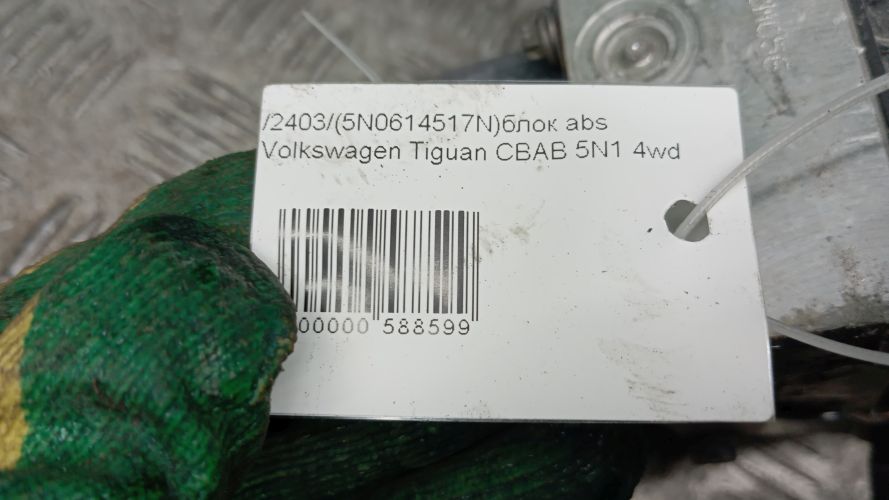 /2403/(5N0614517N)блок abs
Volkswagen Tiguan CBAB 5N1 4wd
00000 588599